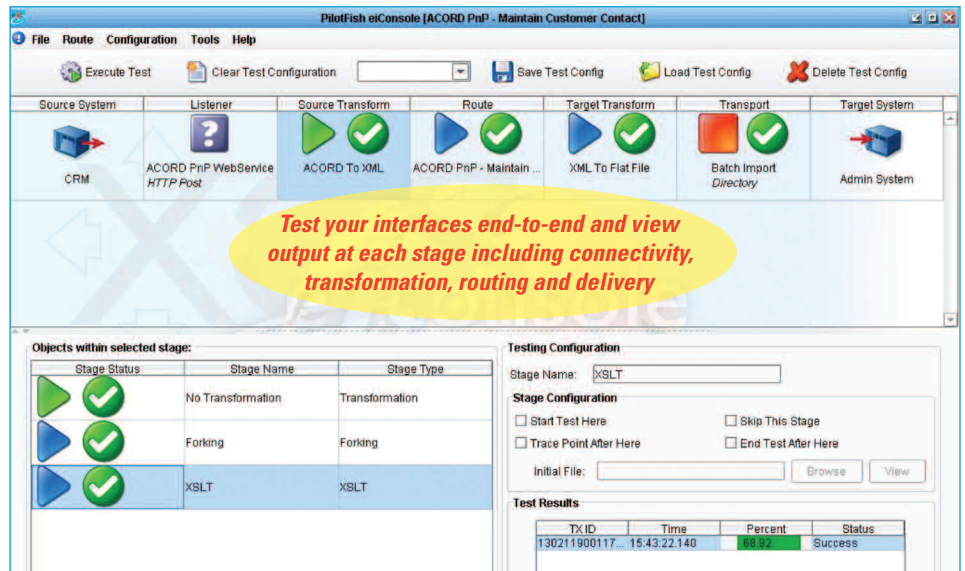 PilotFish eiConsole [ACORD PnP - Maintain Customer Contact]
File Route Configuration Tools Help
Execute Test Clear Test Configuration Save Test Config Load Test Config Delete Test Config
Source System Listener Source Transform Route Target Transform Transport Target System
CRM
ACORD PnP WebService
HTTP Post
ACORD To XML
ACORD PnP - Maintain ...
XML To Flat File
Batch Import
Directory
Admin System
Test your interfaces end-to-end and view
output at each stage including connectivity,
transformation, routing and delivery
eiConsole
Objects within selected stage:
Stage Status Stage Name Stage Type
No Transformation Transformation
Forking Forking
XSLT XSLT
Testing Configuration
Stage Name: XSLT
Stage Configuration
Start Test Here Skip This Stage
Trace Point After Here End Test After Here
Initial File: Browse View
Test Results
TX ID Time Percent Status
130211900117... 15:43:22.140 68.92 Success